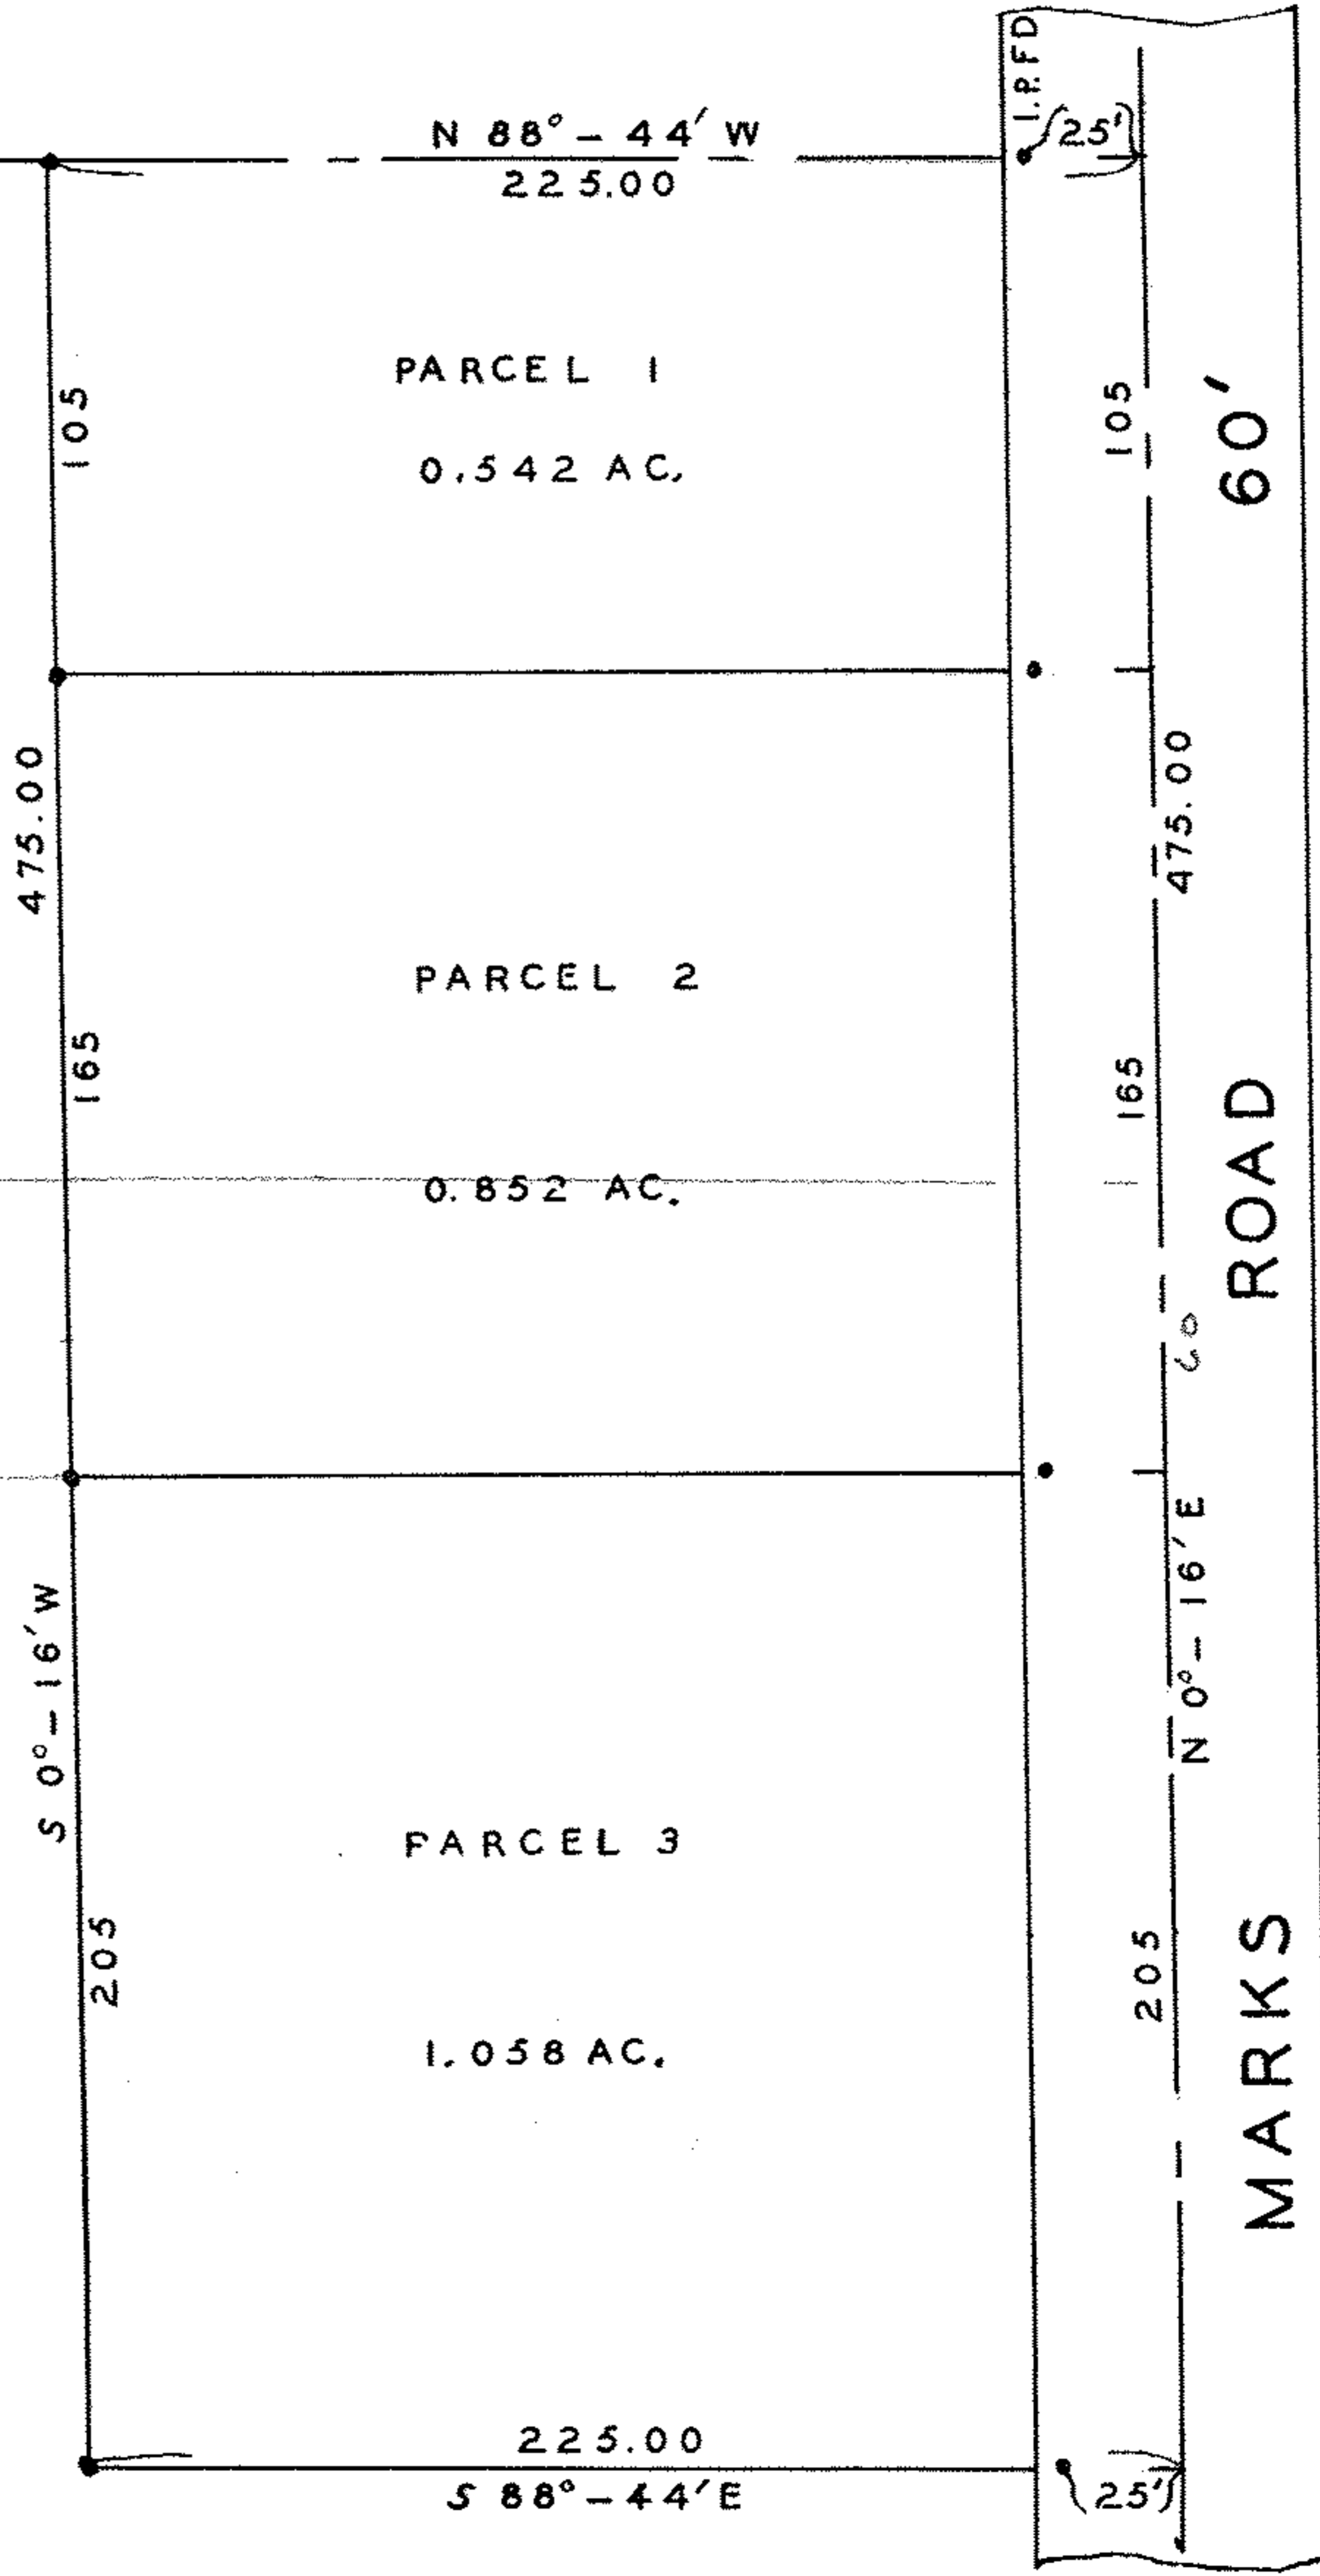 I.P.FD
N 88° - 44' W
225.00
25'
105
PARCEL 1
0.542 AC.
105
60'
475.00
475.00
PARCEL 2
165
165
0.852 AC.
ROAD
60
S 0° - 16' W
N 0° - 16' E
PARCEL 3
205
205
1.058 AC.
MARKS
225.00
S 88° - 44' E
25'